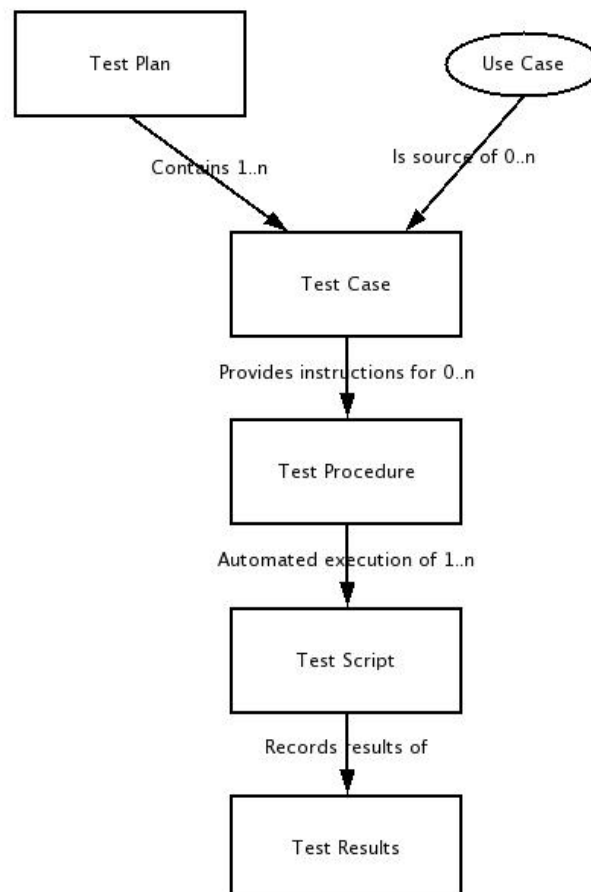 Test Plan
Use Case
Contains 1..n
Is source of 0..n
Test Case
Provides instructions for 0..n
Test Procedure
Automated execution of 1..n
Test Script
Records results of
Test Results